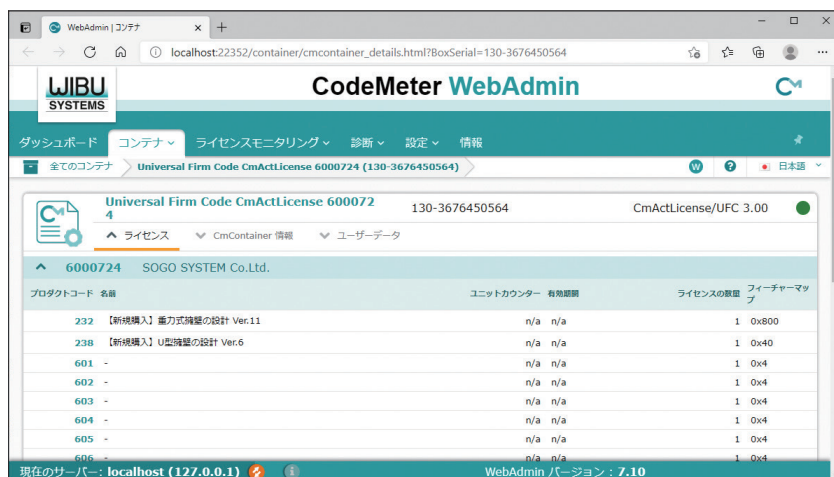 WebAdmin | コンテナ
localhost:22352/container/cmcontainer_details.html?BoxSerial=130-3676450564
WIBU
SYSTEMS
CodeMeter WebAdmin
ダッシュボード コンテナ ライセンスモニタリング 診断 設定 情報
全てのコンテナ Universal Firm Code CmActLicense 6000724 (130-3676450564) W ? 日本語
Universal Firm Code CmActLicense 600072
4
130-3676450564 CmActLicense/UFC 3.00
ライセンス CmContainer 情報 ユーザーデータ
6000724 SOGO SYSTEM Co.Ltd.
プロダクトコード 名前 ユニットカウンター 有効期限 ライセンスの数量 フィーチャーマッ
プ
232 【新規購入】重力式擁壁の設計 Ver.11 n/a n/a 1 0x800
238 【新規購入】U型擁壁の設計 Ver.6 n/a n/a 1 0x40
601 - n/a n/a 1 0x4
602 - n/a n/a 1 0x4
603 - n/a n/a 1 0x4
604 - n/a n/a 1 0x4
605 - n/a n/a 1 0x4
606 - n/a n/a 1 0x4
現在のサーバー: localhost (127.0.0.1) WebAdmin バージョン : 7.10